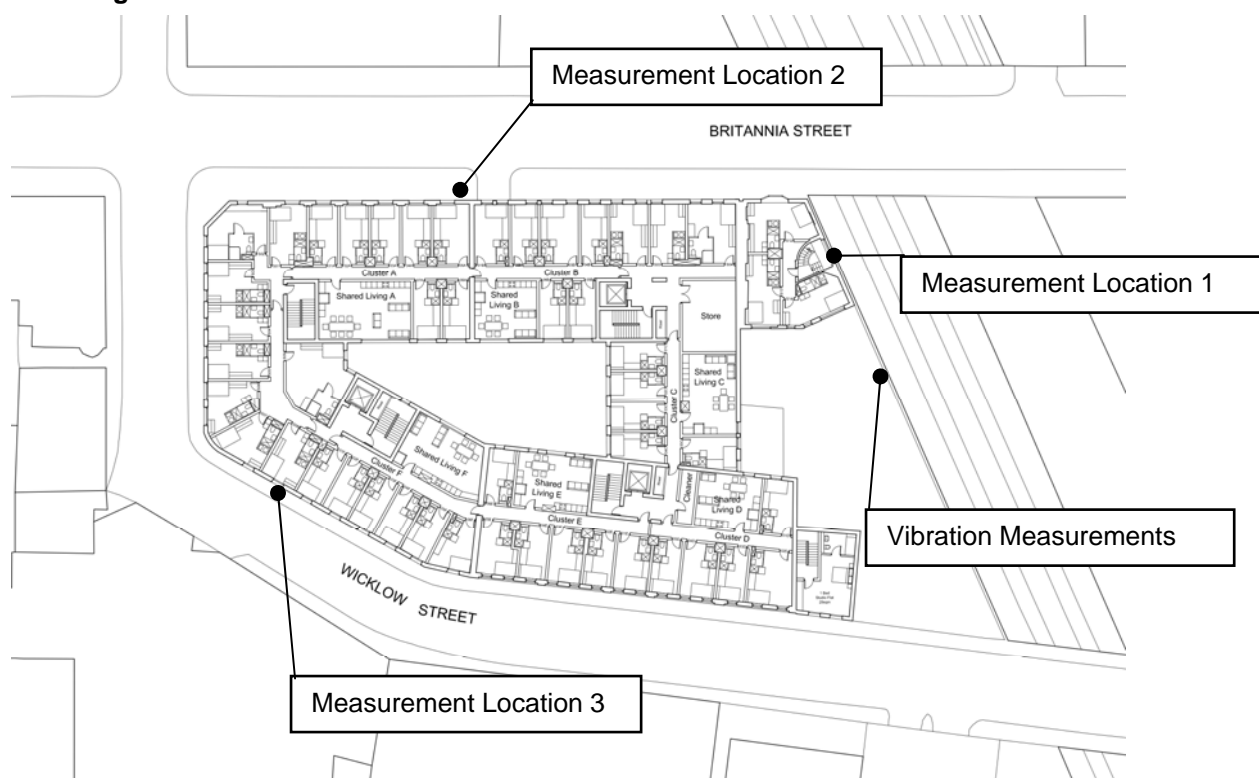 Measurement Location 2
BRITANNIA STREET
Cluster A
Cluster B
Measurement Location 1
Shared Living A
Shared
Living B
Store
Shared
Living C
Cluster C
Shared Living F
Cluster F
Shared
Living E
Cleaner
Shared
Living D
Cluster E
Cluster D
Vibration Measurements
WICKLOW STREET
Measurement Location 3